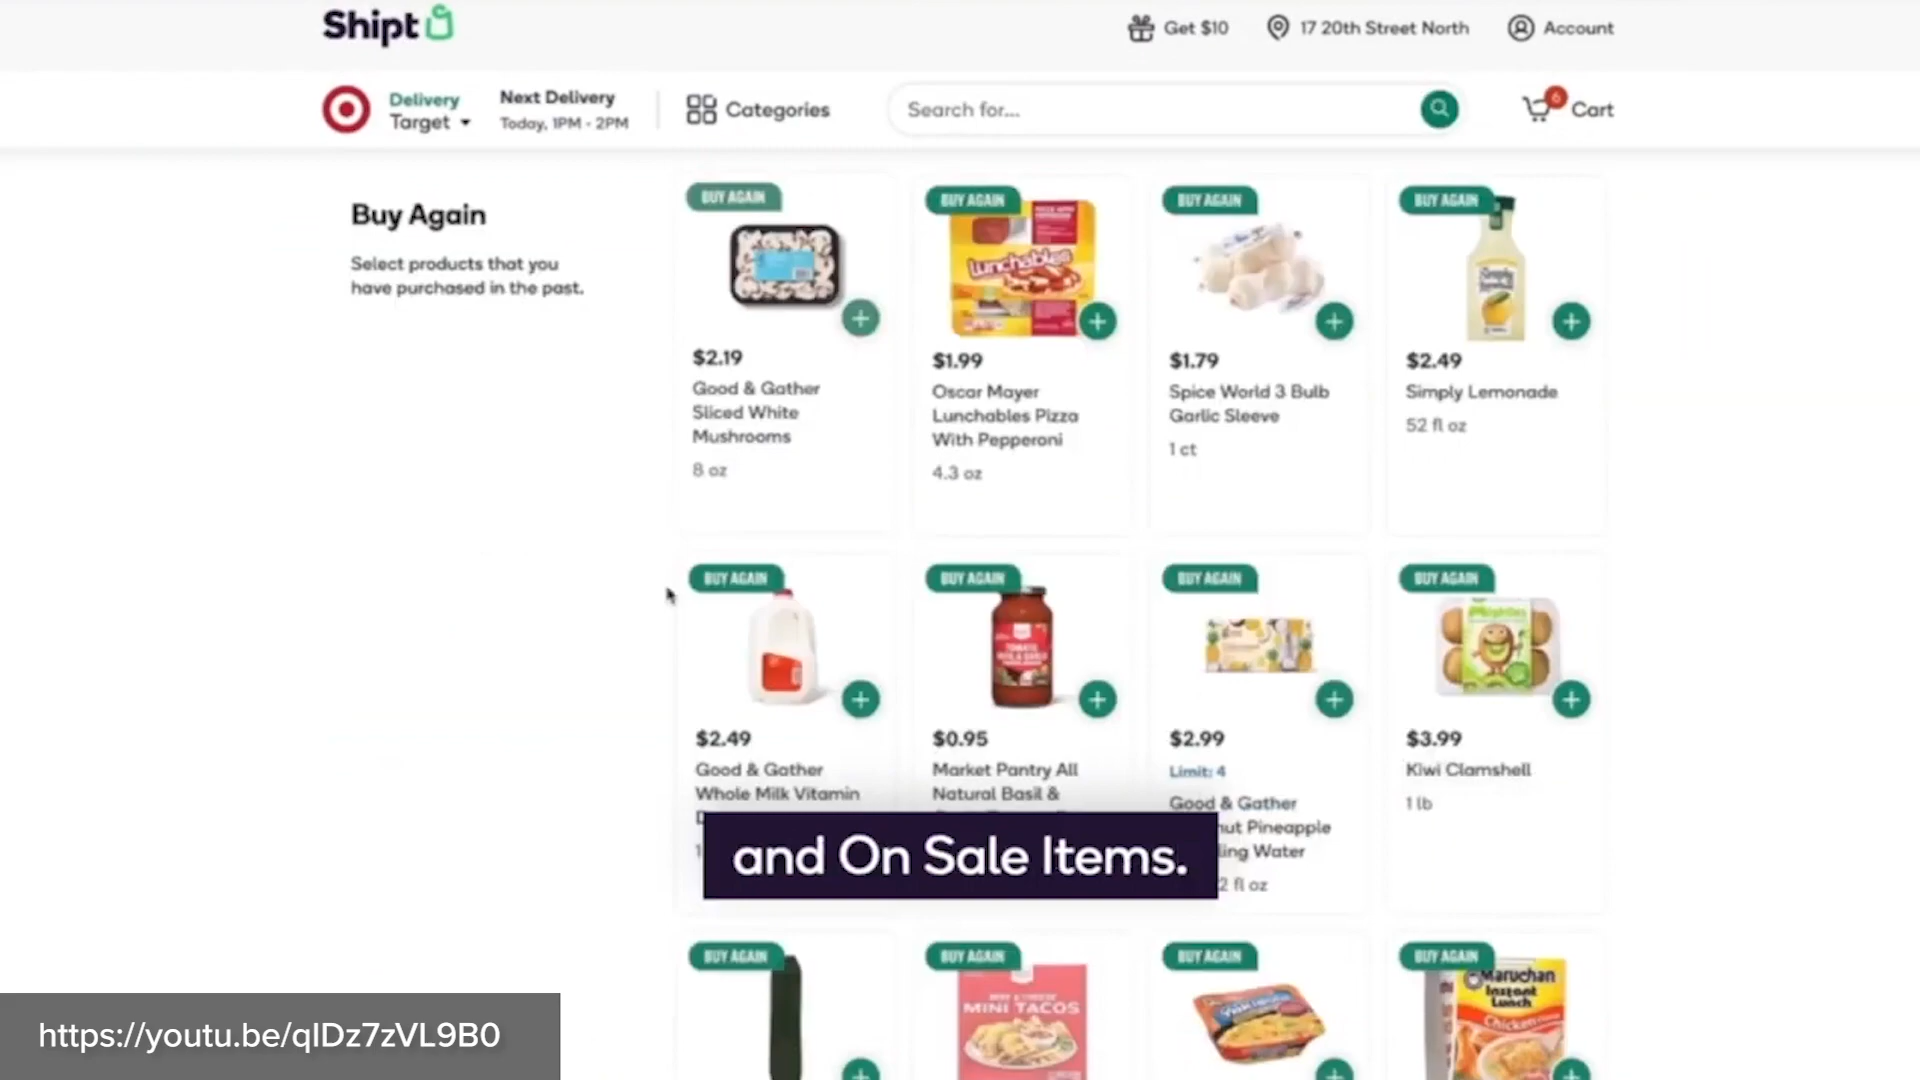 Shipt
Get $10
17 20th Street North
Account
Delivery
Target
Next Delivery
Today, 1PM - 2PM
Categories
Search for...
6
Cart
Buy Again
Select products that you
have purchased in the past.
BUY AGAIN
$2.19
Good & Gather
Sliced White
Mushrooms
8 oz
BUY AGAIN
Lunchables
$1.99
Oscar Mayer
Lunchables Pizza
With Pepperoni
4.3 oz
BUY AGAIN
$1.79
Spice World 3 Bulb
Garlic Sleeve
1 ct
BUY AGAIN
Simply
$2.49
Simply Lemonade
52 fl oz
BUY AGAIN
$2.49
Good & Gather
Whole Milk Vitamin
BUY AGAIN
$0.95
Market Pantry All
Natural Basil &
BUY AGAIN
$2.99
Limit: 4
Good & Gather
nut Pineapple
ling Water
2 fl oz
BUY AGAIN
$3.99
Kiwi Clamshell
1 lb
and On Sale Items.
BUY AGAIN
BUY AGAIN
MINI TACOS
BUY AGAIN
BUY AGAIN
Maruchan
Instant
Lunch
Chicken
https://youtu.be/qIDz7zVL9B0